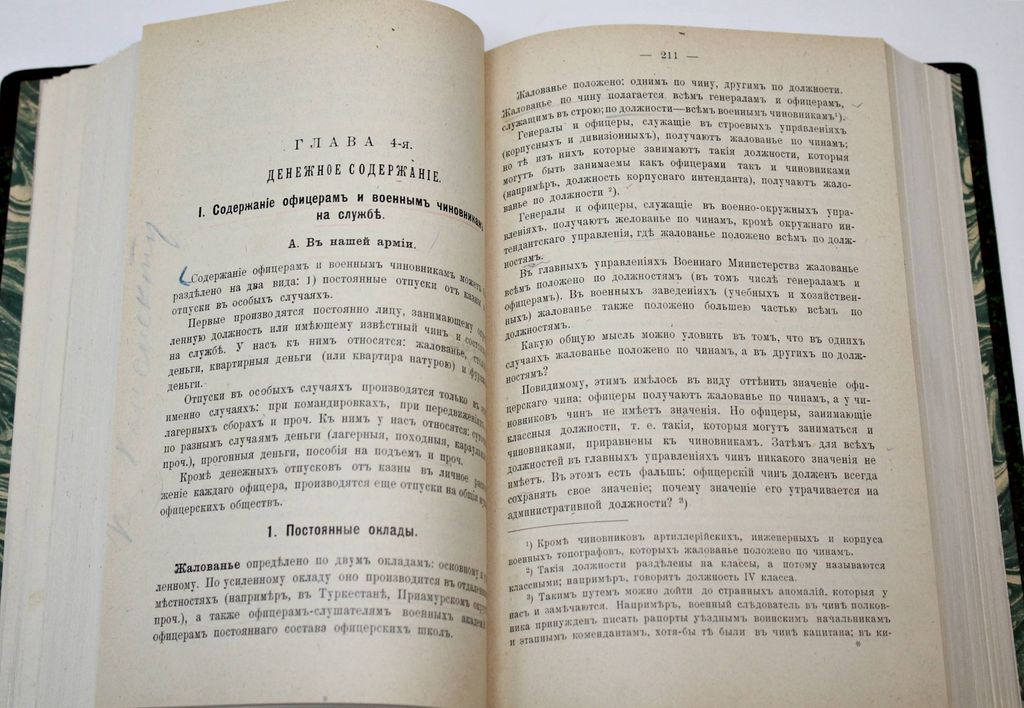 ГЛАВА 4-я.
ДЕНЕЖНОЕ СОДЕРЖАНІЕ.
I. Содержаніе офицерамъ и военнымъ чиновникамъ
на службѣ.
А. Въ нашей арміи.
Содержаніе офицерамъ и военнымъ чиновникамъ можетъ
раздѣлено на два вида: 1) постоянные отпуски отъ казны
отпуски въ особыхъ случаяхъ.
Первые производятся постоянно лицу, занимающему
ленную должность или имѣющему извѣстный чинъ и
на службѣ. У насъ къ нимъ относятся: жалованье,
деньги, квартирныя деньги (или квартира натурою) и
деньги.
Отпуски въ особыхъ случаяхъ производятся только въ
именно случаяхъ: при командировкахъ, при передвиженіяхъ
лагерныхъ сборахъ и проч. Къ нимъ у насъ относятся:
по разнымъ случаямъ деньги (лагерныя, походныя,
проч.), прогонныя деньги, пособія на подъемъ и проч.
Кромѣ денежныхъ отпусковъ отъ казны въ личное
женіе каждаго офицера, производятся еще отпуски на общія
офицерскихъ обществъ.
1. Постоянные оклады.
Жалованье опредѣлено по двумъ окладамъ: основному и
ленному. По усиленному окладу оно производится въ
мѣстностяхъ (напримѣръ, въ Туркестанѣ, Приамурскомъ
проч.), а также офицерамъ-слушателямъ военныхъ
офицерамъ постояннаго состава офицерскихъ школъ.
— 211 —
Жалованье положено: однимъ по чину, другимъ по должности.
Жалованье по чину полагается всѣмъ генераламъ и офицерамъ,
служащимъ въ строю; по должности—всѣмъ военнымъ чиновникамъ¹).
Генералы и офицеры, служащіе въ строевыхъ управленіяхъ
(корпусныхъ и дивизіонныхъ), получаютъ жалованье по чинамъ;
но тѣ изъ нихъ которые занимаютъ такія должности, которыя
могутъ быть занимаемы какъ офицерами такъ и чиновниками
(напримѣръ, должность корпуснаго интенданта), получаютъ жало-
ванье по должности ²).
Генералы и офицеры, служащіе въ военно-окружныхъ упра-
вленіяхъ, получаютъ желованье по чинамъ, кромѣ окружнаго ин-
тендантскаго управленія, гдѣ жалованье положено всѣмъ по долж-
ностямъ.
Въ главныхъ управленіяхъ Военнаго Министерства жалованье
всѣмъ положено по должностямъ (въ томъ числѣ генераламъ и
офицерамъ). Въ военныхъ заведеніяхъ (учебныхъ и хозяйствен-
ныхъ) жалованье также положено большею частью всѣмъ по
должностямъ.
Какую общую мысль можно уловить въ томъ, что въ однихъ
случаяхъ жалованье положено по чинамъ, а въ другихъ по долж-
ностямъ?
Повидимому, этимъ имѣлось въ виду оттѣнить значеніе офи-
церскаго чина: офицеры получаютъ жалованье по чинамъ, а у чи-
новниковъ чинъ не имѣетъ значенія. Но офицеры, занимающіе
классныя должности, т. е. такія, которыя могутъ заниматься и
чиновниками, приравнены къ чиновникамъ. Затѣмъ для всѣхъ
должностей въ главныхъ управленіяхъ чинъ никакого значенія не
имѣетъ. Въ этомъ есть фальшь: офицерскій чинъ долженъ всегда
сохранять свое значеніе; почему значеніе его утрачивается на
административной должности? ³)
¹) Кромѣ чиновниковъ артиллерійскихъ, инженерныхъ и корпуса
военныхъ топографовъ, которыхъ жалованье положено по чинамъ.
²) Такія должности раздѣлены на классы, а потому называются
классными; напримѣръ, говорятъ должность IV класса.
³) Такимъ путемъ можно дойти до странныхъ аномалій, которыя у
насъ и замѣчаются. Напримѣръ, военный слѣдователь въ чинѣ полков-
ника принужденъ писать рапорты уѣзднымъ воинскимъ начальникамъ
и этапнымъ комендантамъ, хотя-бы тѣ были въ чинѣ капитана; въ ки-
*